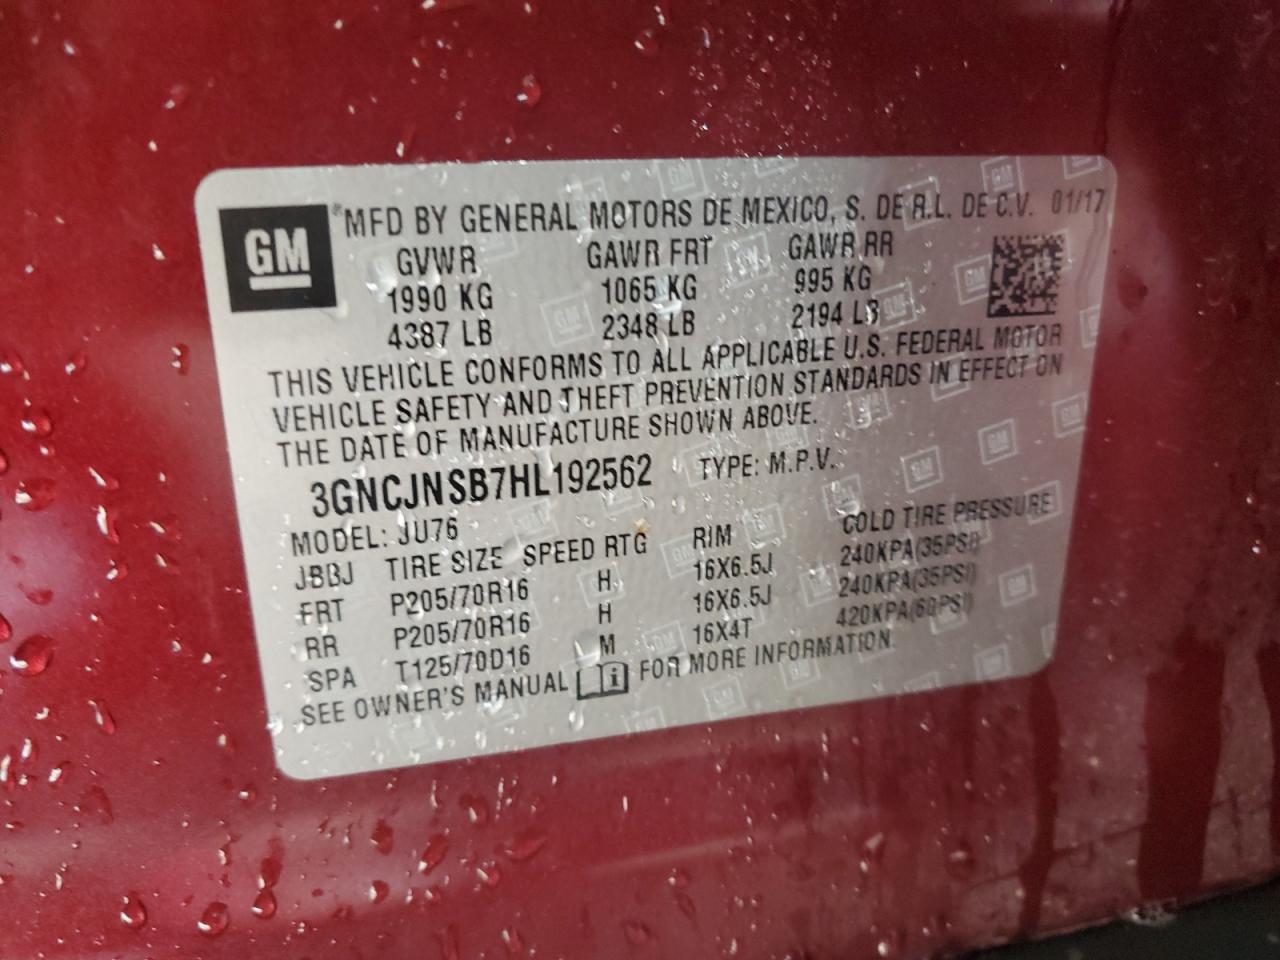 GM ® MFD BY GENERAL MOTORS DE MEXICO, S. DE R.L. DE C.V. 01/17
GVWR GAWR FRT GAWR RR
1990 KG 1065 KG 995 KG
4387 LB 2348 LB 2194 LB
THIS VEHICLE CONFORMS TO ALL APPLICABLE U.S. FEDERAL MOTOR
VEHICLE SAFETY AND THEFT PREVENTION STANDARDS IN EFFECT ON
THE DATE OF MANUFACTURE SHOWN ABOVE.
3GNCJNSB7HL192562 TYPE: M.P.V.
MODEL: JU76
JBBJ TIRE SIZE SPEED RTG RIM COLD TIRE PRESSURE
FRT P205/70R16 H 16X6.5J 240KPA(35PSI)
RR P205/70R16 H 16X6.5J 240KPA(35PSI)
SPA T125/70D16 M 16X4T 420KPA(60PSI)
SEE OWNER'S MANUAL i FOR MORE INFORMATION.